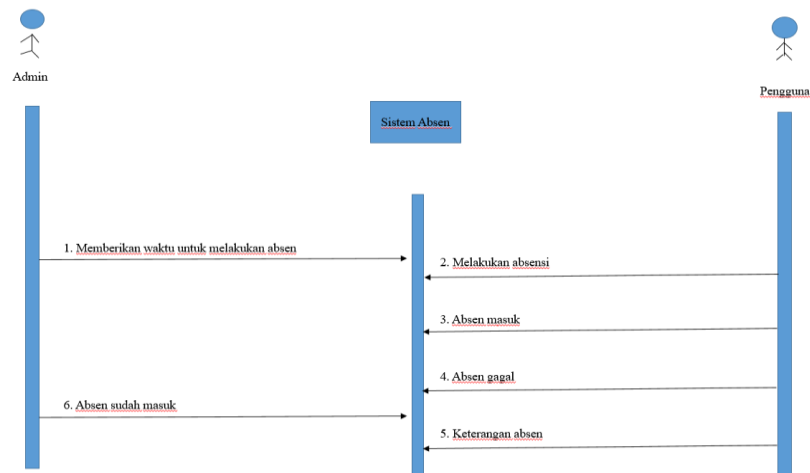 Admin
Pengguna
Sistem Absen
1. Memberikan waktu untuk melakukan absen
2. Melakukan absensi
3. Absen masuk
4. Absen gagal
6. Absen sudah masuk
5. Keterangan absen